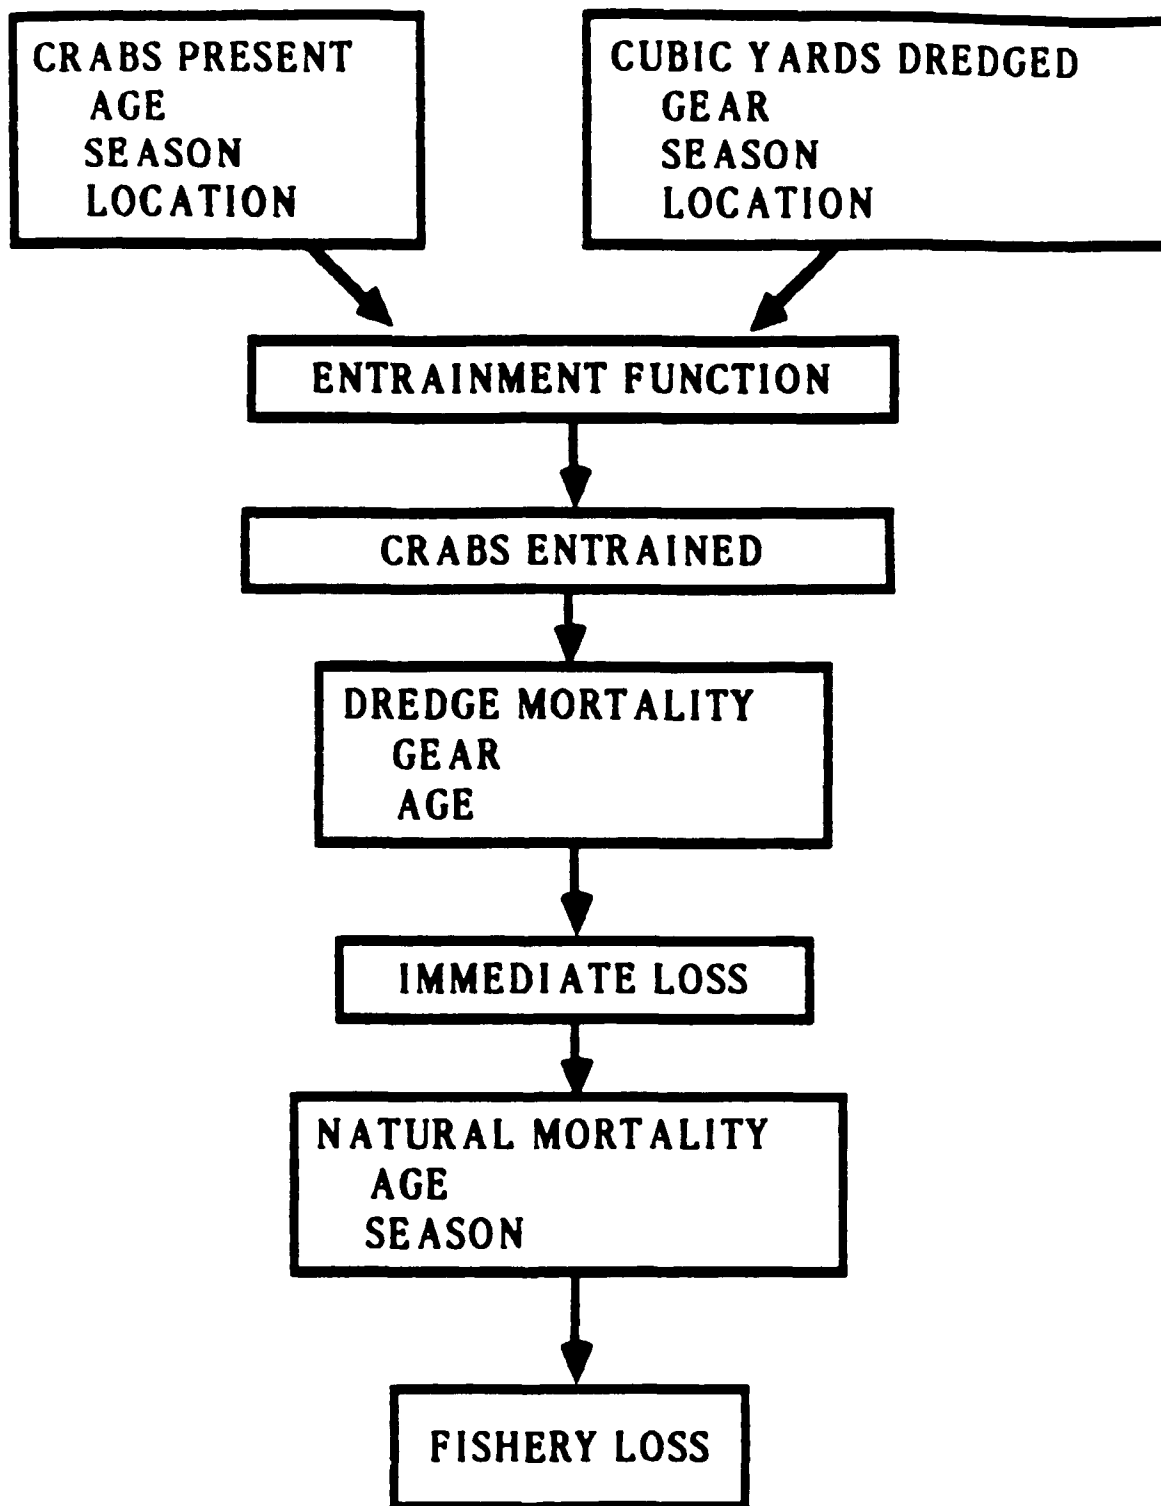 CRABS PRESENT
AGE
SEASON
LOCATION
CUBIC YARDS DREDGED
GEAR
SEASON
LOCATION
ENTRAINMENT FUNCTION
CRABS ENTRAINED
DREDGE MORTALITY
GEAR
AGE
IMMEDIATE LOSS
NATURAL MORTALITY
AGE
SEASON
FISHERY LOSS